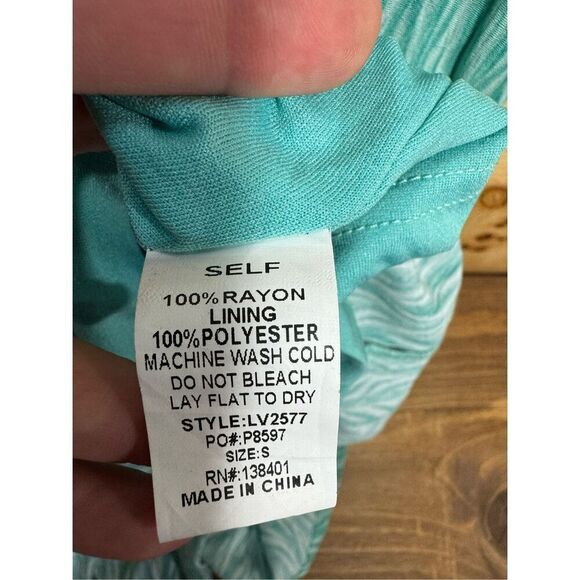 SELF
100%RAYON
LINING
100%POLYESTER
MACHINE WASH COLD
DO NOT BLEACH
LAY FLAT TO DRY
STYLE:LV2577
PO#:P8597
SIZE:S
RN#:138401
MADE IN CHINA